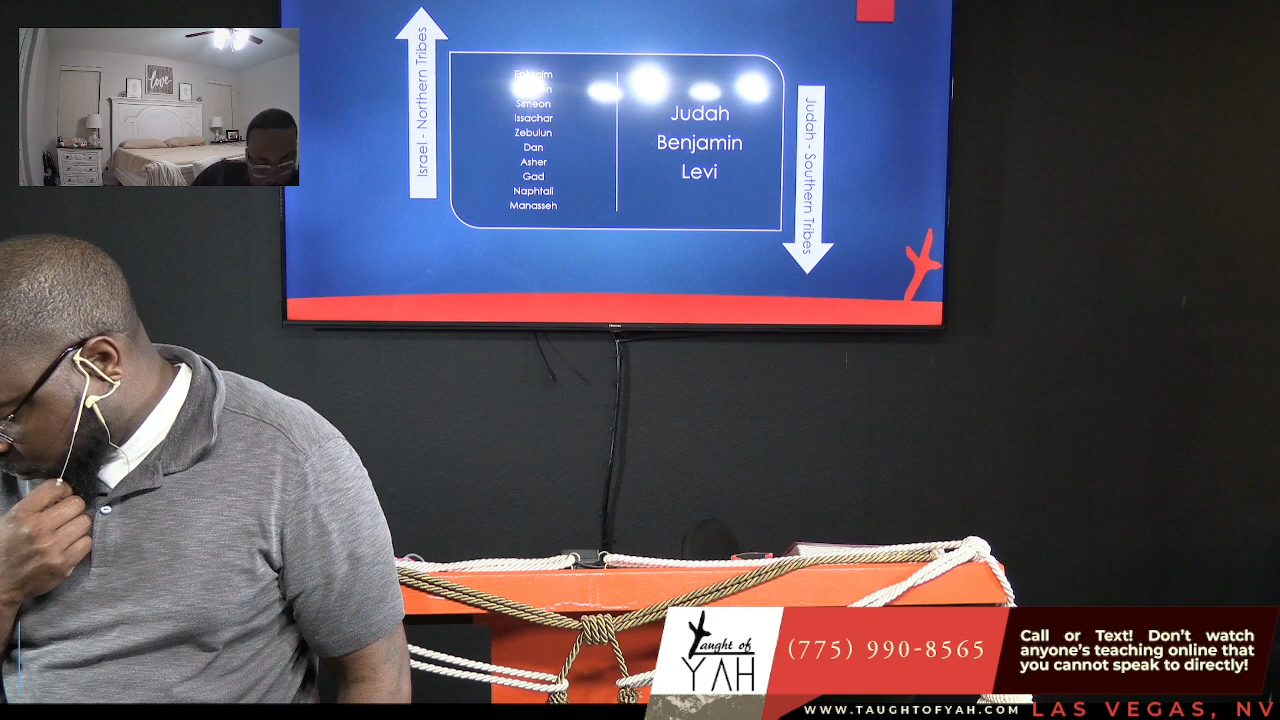 love
Israel - Northern Tribes
Ephraim
Simeon
Issachar
Zebulun
Dan
Asher
Gad
Naphtali
Manasseh
Judah
Benjamin
Levi
Judah - Southern Tribes
Hisense
Taught of
YAH
(775) 990-8565
Call or Text! Don't watch
anyone's teaching online that
you cannot speak to directly!
WWW.TAUGHTOFYAH.COM
LAS VEGAS, NV